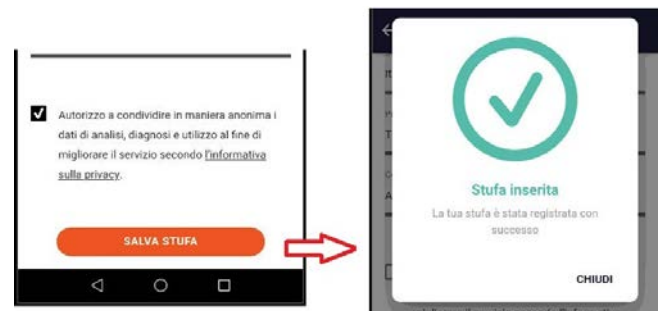 Autorizzo a condividire in maniera anonima i
dati di analisi, diagnosi e utilizzo al fine di
migliorare il servizio secondo l'informativa
sulla privacy.
SALVA STUFA
Stufa inserita
La tua stufa è stata registrata con
successo
CHIUDI